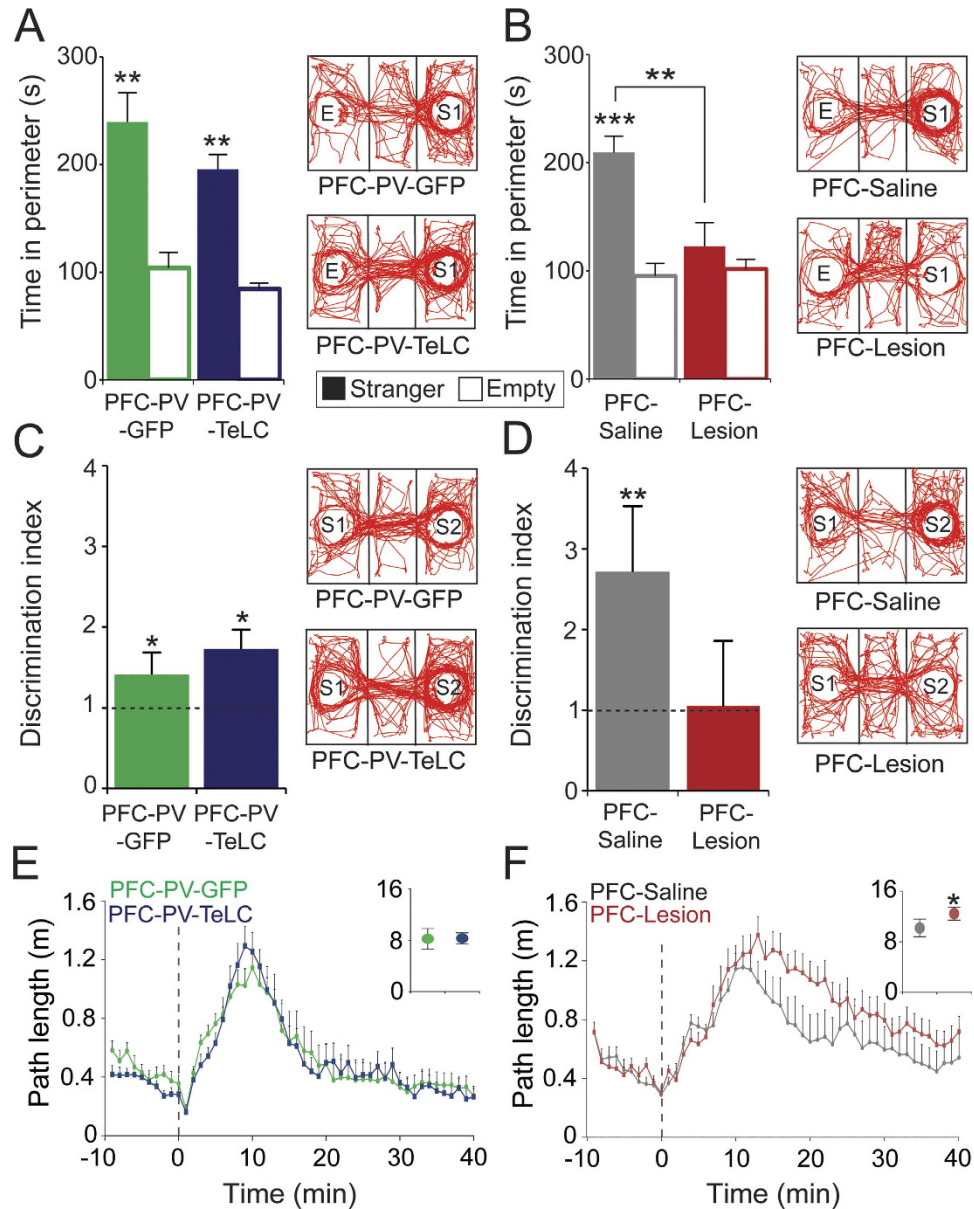 A
Time in perimeter (s)
300
200
100
0
**
**
PFC-PV
-GFP
PFC-PV
-TeLC
E
S1
PFC-PV-GFP
E
S1
PFC-PV-TeLC
Stranger
Empty
B
Time in perimeter (s)
300
200
100
0
**
***
PFC-
Saline
PFC-
Lesion
E
S1
PFC-Saline
E
S1
PFC-Lesion
C
Discrimination index
4
3
2
1
0
*
*
PFC-PV
-GFP
PFC-PV
-TeLC
S1
S2
PFC-PV-GFP
S1
S2
PFC-PV-TeLC
D
Discrimination index
4
3
2
1
0
**
PFC-
Saline
PFC-
Lesion
S1
S2
PFC-Saline
S1
S2
PFC-Lesion
E
PFC-PV-GFP
PFC-PV-TeLC
Path length (m)
1.6
1.2
0.8
0.4
0
-10
0
10
20
30
40
Time (min)
16
8
0
F
PFC-Saline
PFC-Lesion
Path length (m)
1.6
1.2
0.8
0.4
0
-10
0
10
20
30
40
Time (min)
16
8
0
*